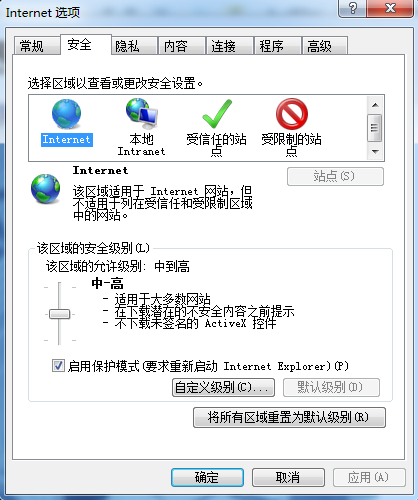 Internet 选项
常规 安全 隐私 内容 连接 程序 高级
选择区域以查看或更改安全设置。
Internet
本地
Intranet
受信任的站
点
受限制的站
点
Internet
站点(S)
该区域适用于 Internet 网站，但
不适用于列在受信任和受限制区域
中的网站。
该区域的安全级别(L)
该区域的允许级别: 中到高
中-高
- 适用于大多数网站
- 在下载潜在的不安全内容之前提示
- 不下载未签名的 ActiveX 控件
启用保护模式(要求重新启动 Internet Explorer)(P)
自定义级别(C)... 默认级别(D)
将所有区域重置为默认级别(R)
确定 取消 应用(A)